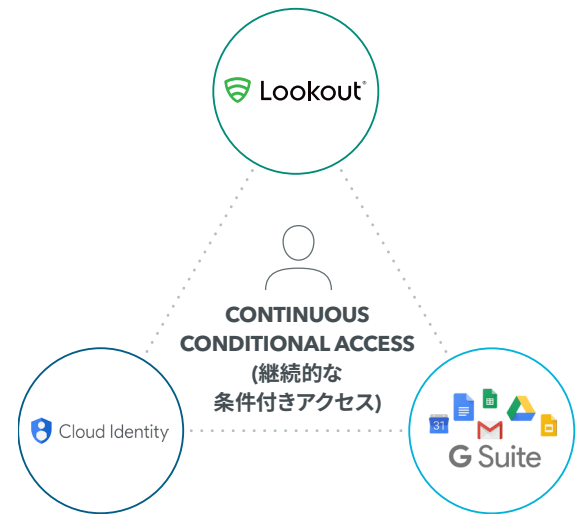 Lookout®
CONTINUOUS
CONDITIONAL ACCESS
(継続的な
条件付きアクセス)
Cloud Identity
31
G Suite